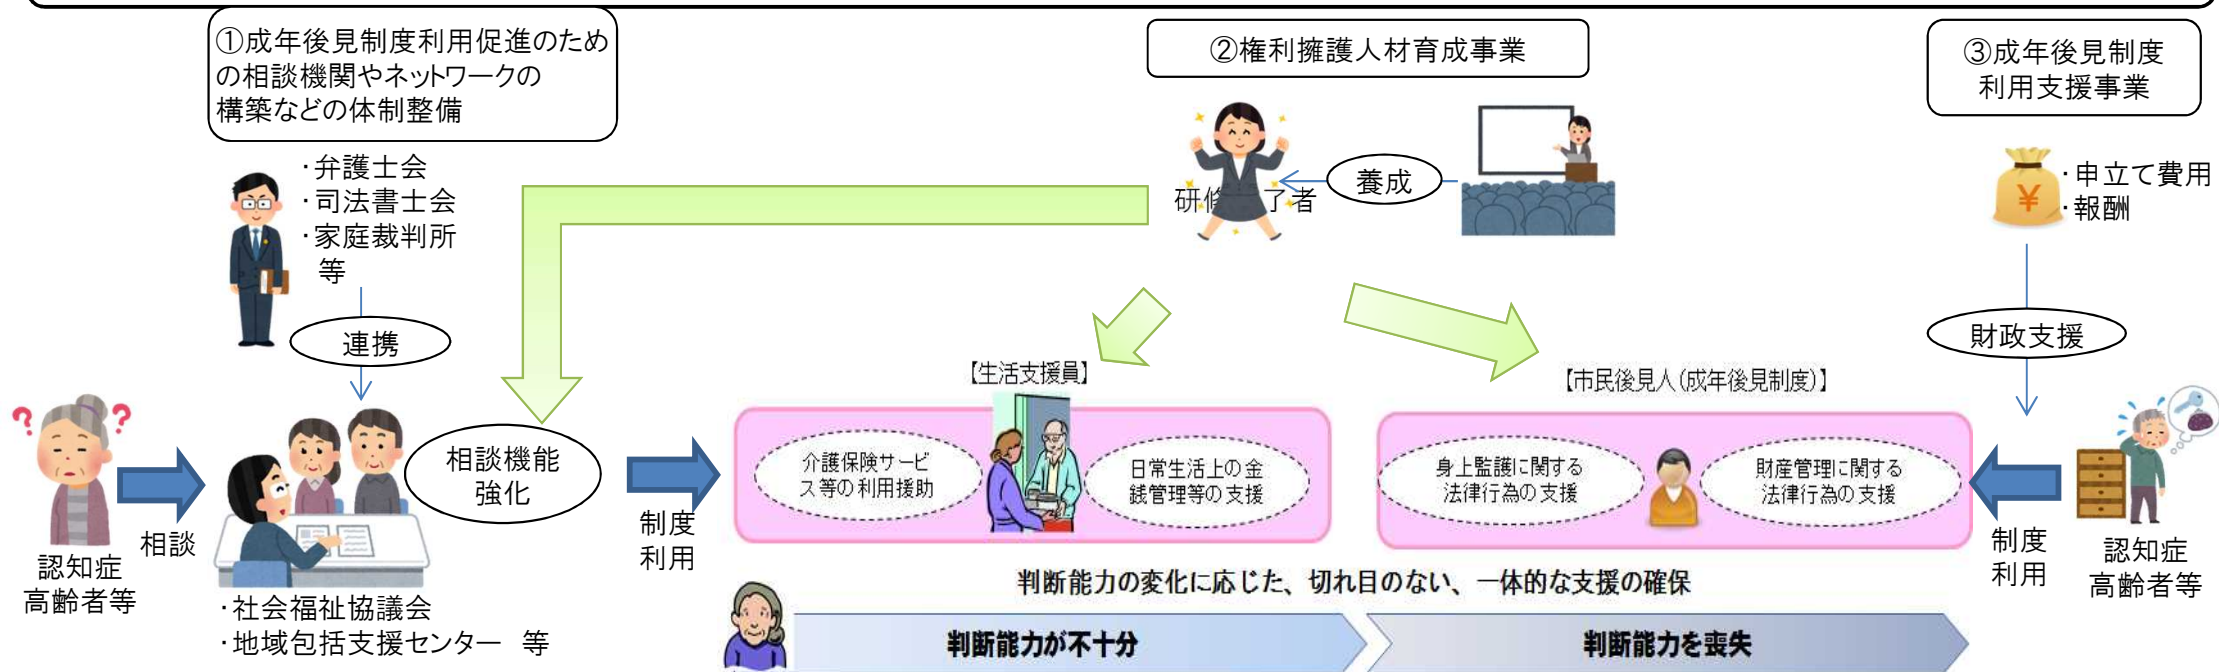 ①成年後見制度利用促進のため
の相談機関やネットワークの
構築などの体制整備
②権利擁護人材育成事業
③成年後見制度
利用支援事業
・弁護士会
・司法書士会
・家庭裁判所
等
連携
研修 了者
養成
¥
・申立て費用
・報酬
財政支援
【生活支援員】
【市民後見人(成年後見制度)】
相談機能
強化
介護保険サービ
ス等の利用援助
日常生活上の金
銭管理等の支援
身上監護に関する
法律行為の支援
財産管理に関する
法律行為の支援
相談
制度
利用
制度
利用
認知症
高齢者等
認知症
高齢者等
・社会福祉協議会
・地域包括支援センター 等
判断能力の変化に応じた、切れ目のない、一体的な支援の確保
判断能力が不十分
判断能力を喪失